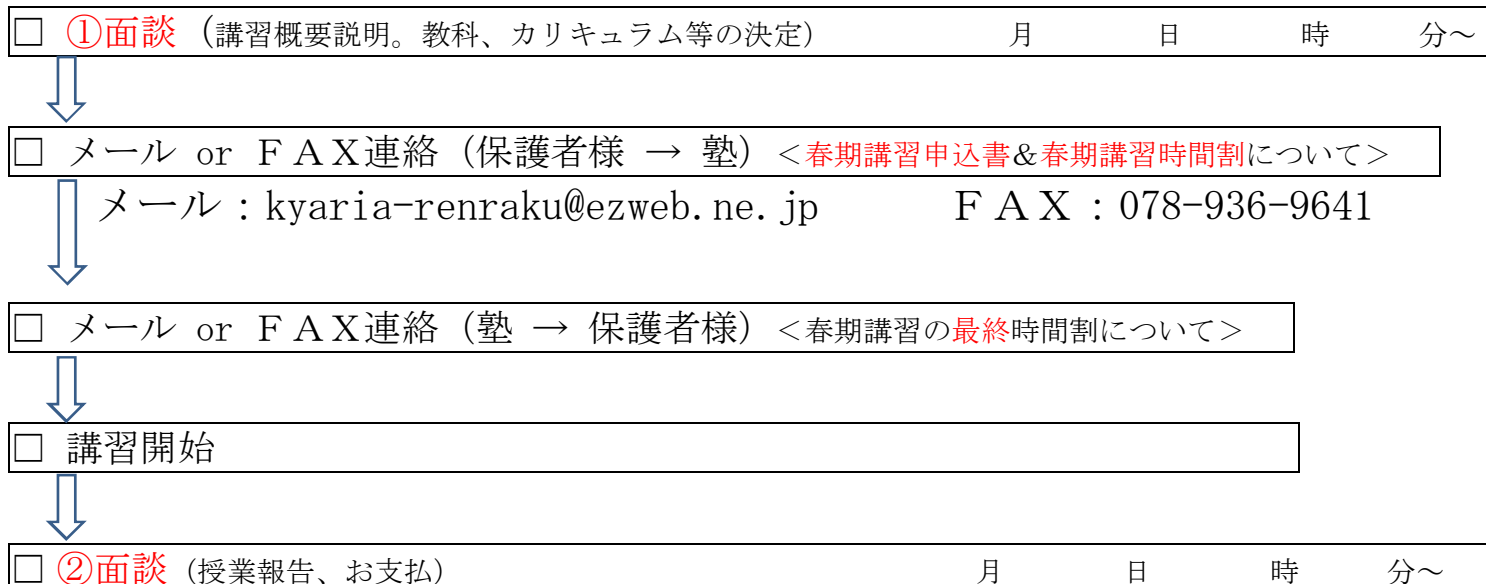 □ ①面談（講習概要説明。教科、カリキュラム等の決定） 月 日 時 分～
□ メール or ＦＡＸ連絡（保護者様 → 塾）＜春期講習申込書&春期講習時間割について＞
メール：kyaria-renraku@ezweb.ne.jp ＦＡＸ：078-936-9641
□ メール or ＦＡＸ連絡（塾 → 保護者様）＜春期講習の最終時間割について＞
□ 講習開始
□ ②面談（授業報告、お支払） 月 日 時 分～